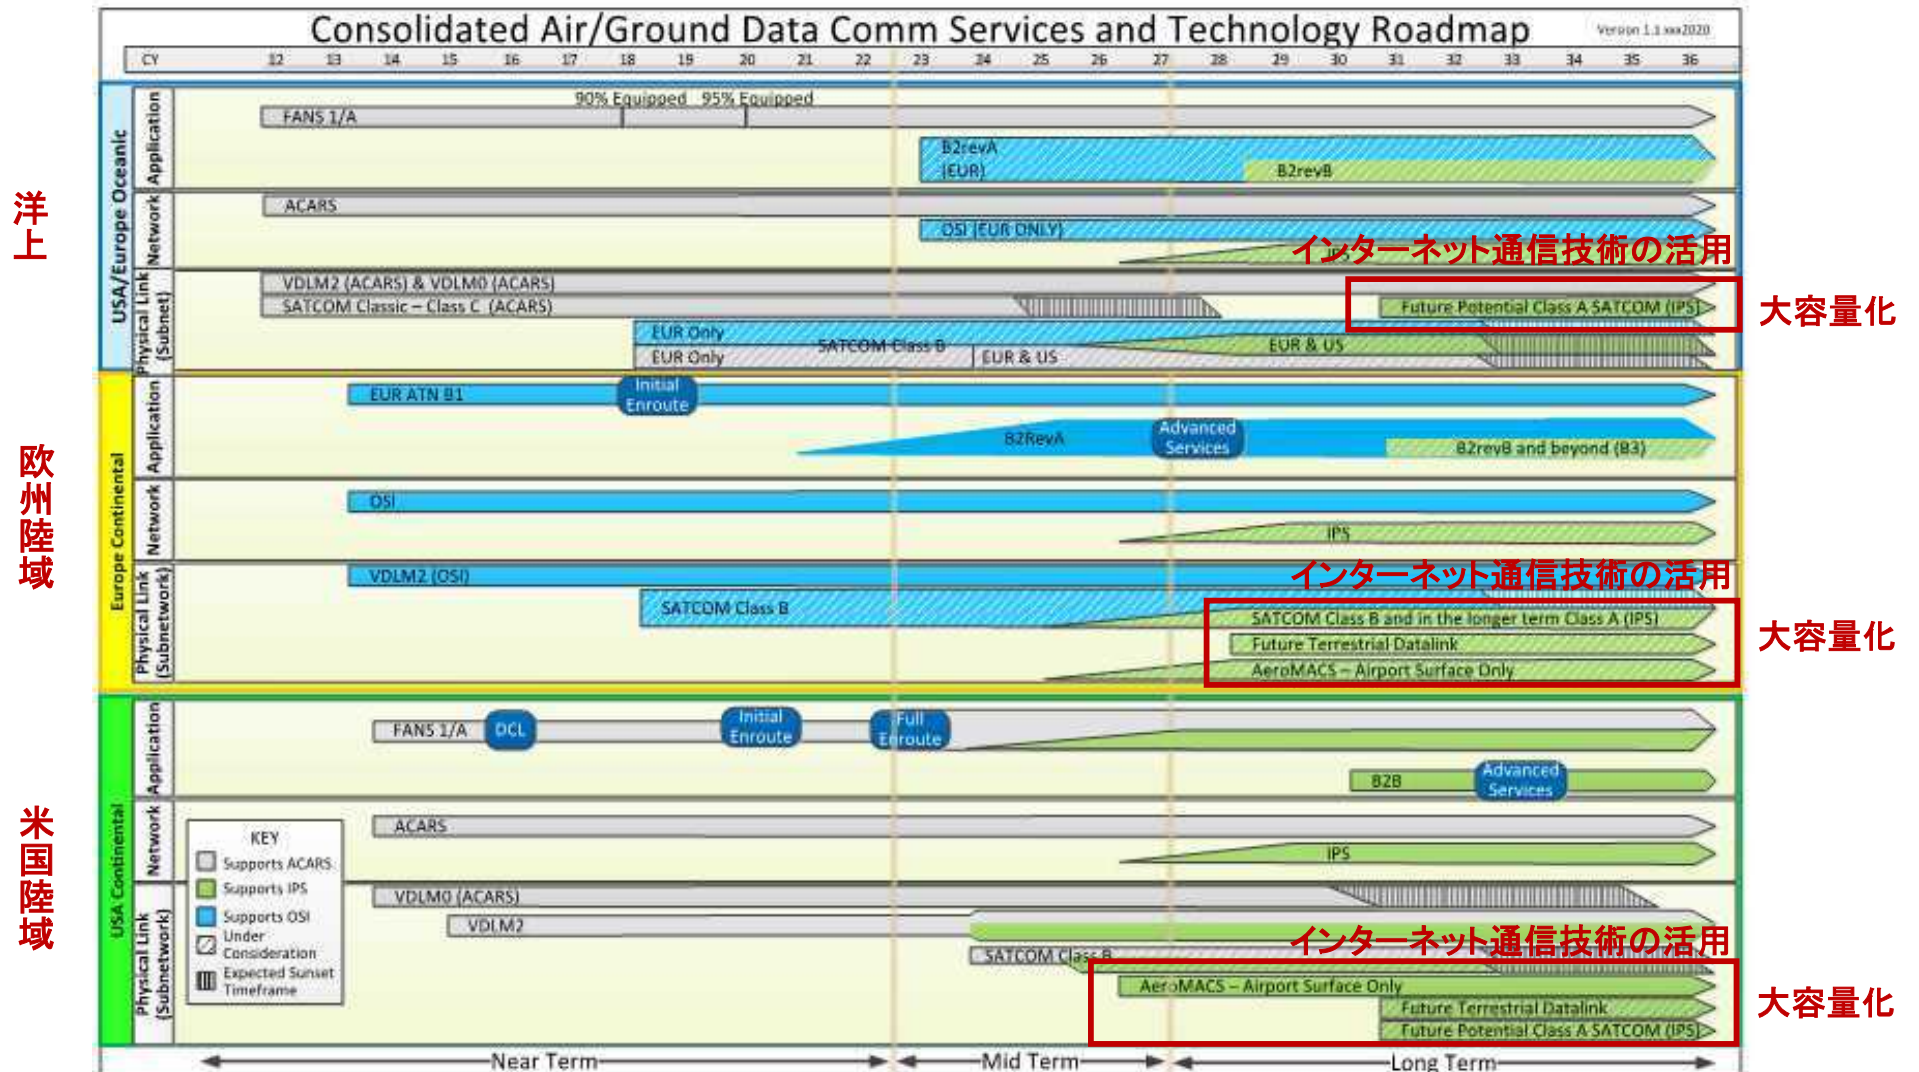 Consolidated Air/Ground Data Comm Services and Technology Roadmap
Version 1.1 xxx2020
CY 12 13 14 15 16 17 18 19 20 21 22 23 24 25 26 27 28 29 30 31 32 33 34 35 36
洋上
USA/Europe Oceanic
Application
90% Equipped 95% Equipped
FANS 1/A
B2revA
(EUR)
B2revB
Network
ACARS
OSI (EUR ONLY)
インターネット通信技術の活用
IPS
Physical Link
(Subnet)
VDLM2 (ACARS) & VDLM0 (ACARS)
SATCOM Classic – Class C (ACARS)
Future Potential Class A SATCOM (IPS)
大容量化
EUR Only
SATCOM Class B
EUR & US
EUR Only
EUR & US
欧州陸域
Europe Continental
Application
EUR ATN B1
Initial
Enroute
B2RevA
Advanced
Services
B2revB and beyond (B3)
Network
OSI
IPS
Physical Link
(Subnetwork)
VDLM2 (OSI)
インターネット通信技術の活用
SATCOM Class B
SATCOM Class B and in the longer term Class A (IPS)
Future Terrestrial Datalink
大容量化
AeroMACS – Airport Surface Only
米国陸域
USA Continental
Application
FANS 1/A
DCL
Initial
Enroute
Full
Enroute
B2B
Advanced
Services
Network
ACARS
IPS
KEY
Supports ACARS
Supports IPS
Supports OSI
Under
Consideration
Expected Sunset
Timeframe
Physical Link
(Subnetwork)
VDLM0 (ACARS)
VDLM2
インターネット通信技術の活用
SATCOM Class B
AeroMACS – Airport Surface Only
大容量化
Future Terrestrial Datalink
Future Potential Class A SATCOM (IPS)
Near Term
Mid Term
Long Term